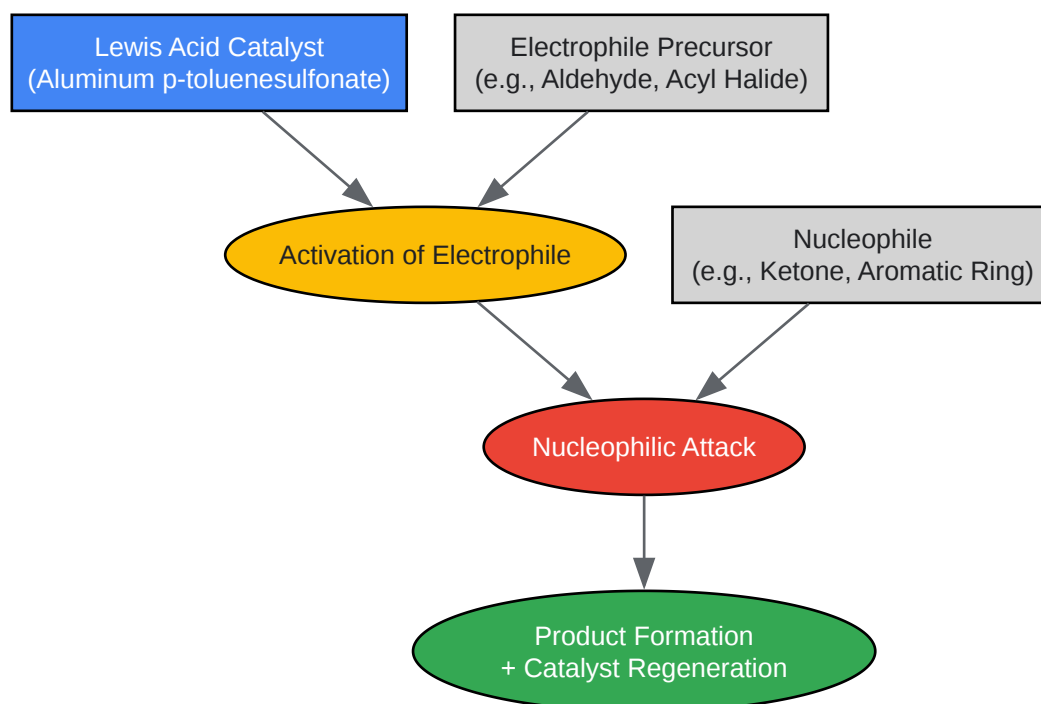 Lewis Acid Catalyst
(Aluminum p-toluenesulfonate)
Electrophile Precursor
(e.g., Aldehyde, Acyl Halide)
Activation of Electrophile
Nucleophile
(e.g., Ketone, Aromatic Ring)
Nucleophilic Attack
Product Formation
+ Catalyst Regeneration